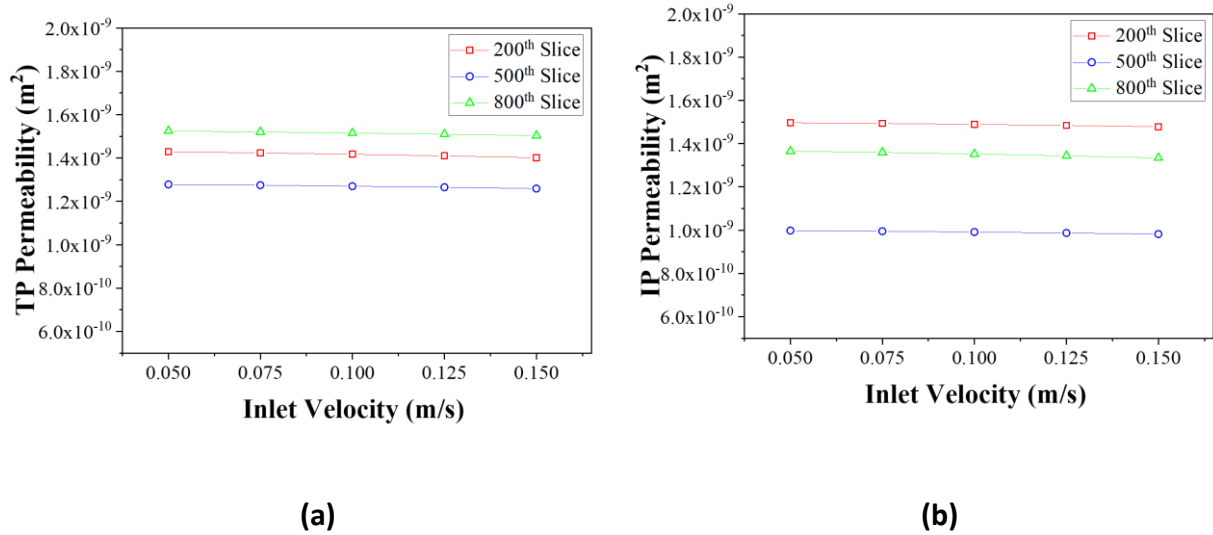 TP Permeability (m²)
2.0x10⁻⁹
1.8x10⁻⁹
1.6x10⁻⁹
1.4x10⁻⁹
1.2x10⁻⁹
1.0x10⁻⁹
8.0x10⁻¹⁰
6.0x10⁻¹⁰
200ᵗʰ Slice
500ᵗʰ Slice
800ᵗʰ Slice
0.050 0.075 0.100 0.125 0.150
Inlet Velocity (m/s)
(a)
IP Permeability (m²)
2.0x10⁻⁹
1.8x10⁻⁹
1.6x10⁻⁹
1.4x10⁻⁹
1.2x10⁻⁹
1.0x10⁻⁹
8.0x10⁻¹⁰
6.0x10⁻¹⁰
200ᵗʰ Slice
500ᵗʰ Slice
800ᵗʰ Slice
0.050 0.075 0.100 0.125 0.150
Inlet Velocity (m/s)
(b)